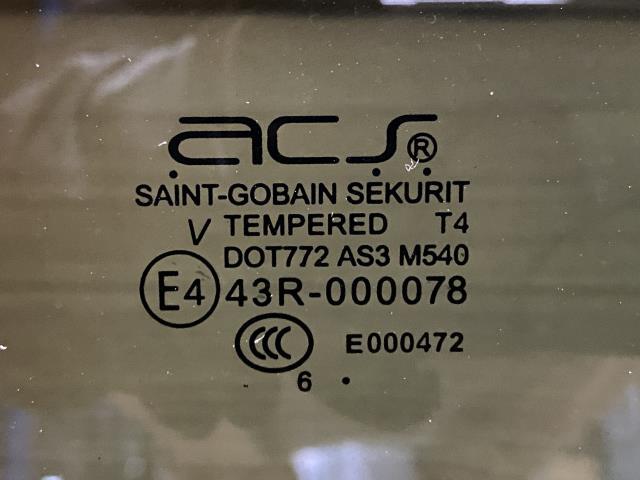 acs®
SAINT-GOBAIN SEKURIT
V TEMPERED T4
DOT772 AS3 M540
E4 43R-000078
CCC E000472
6 .